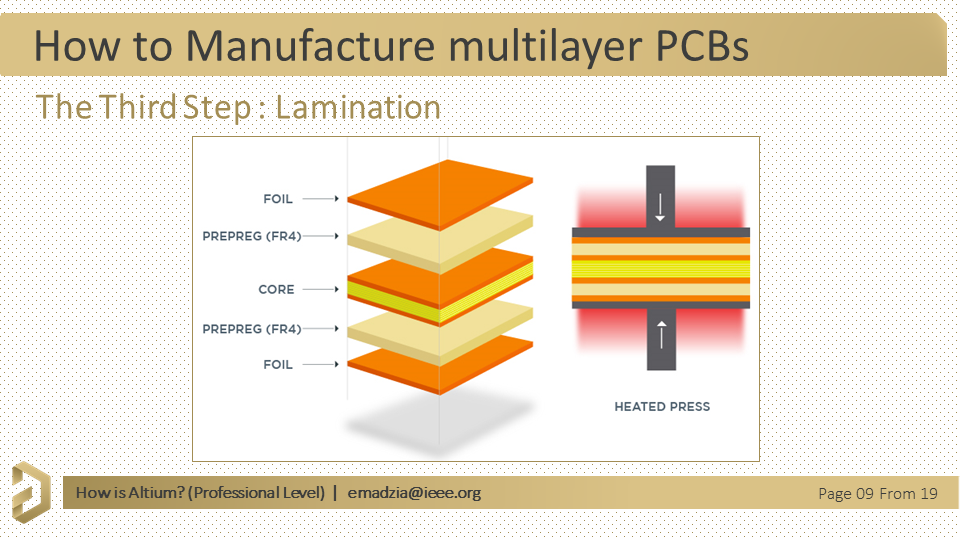 How to Manufacture multilayer PCBs
The Third Step : Lamination
FOIL
PREPREG (FR4)
CORE
PREPREG (FR4)
FOIL
HEATED PRESS
How is Altium? (Professional Level) | emadzia@ieee.org
Page 09 From 19